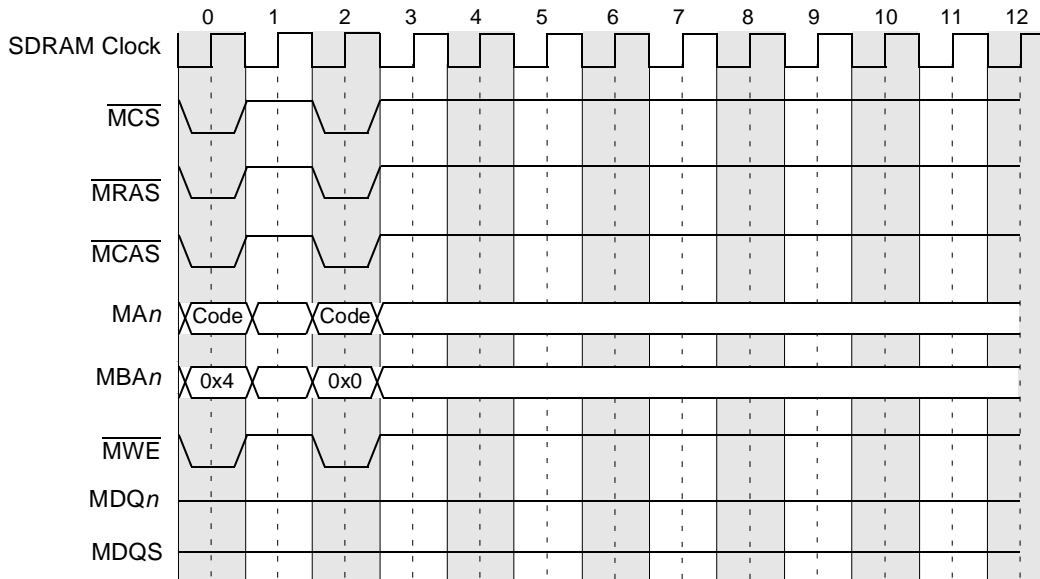 0 1 2 3 4 5 6 7 8 9 10 11 12
SDRAM Clock
MCS
MRAS
MCAS
MAn Code Code
MBAn 0x4 0x0
MWE
MDQn
MDQS